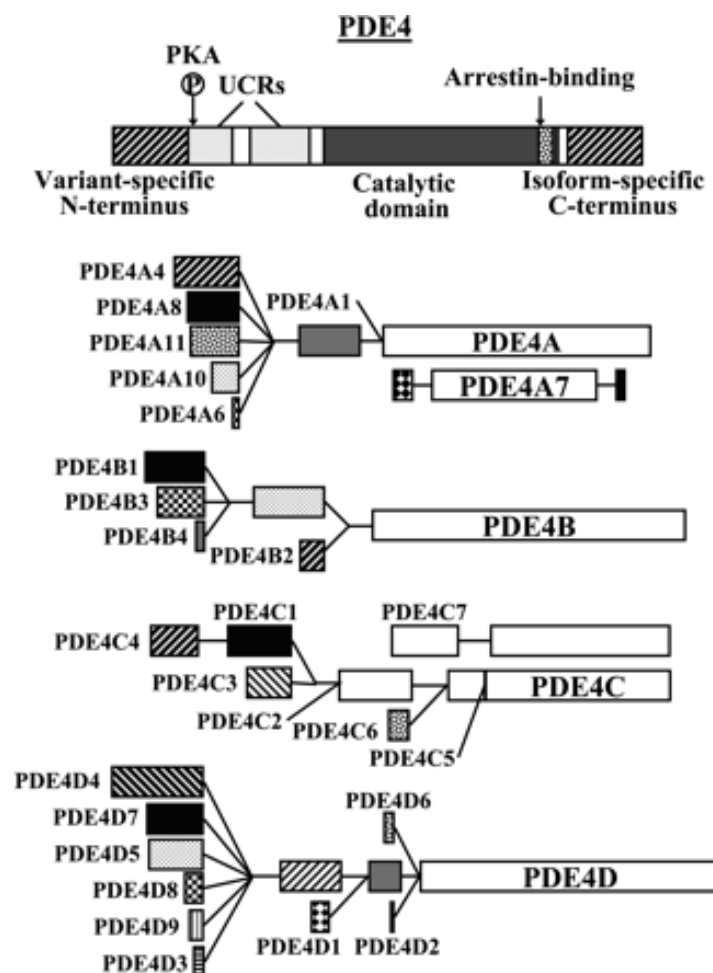 PDE4
PKA
P
UCRs
Arrestin-binding
Variant-specific
N-terminus
Catalytic
domain
Isoform-specific
C-terminus
PDE4A4
PDE4A8
PDE4A1
PDE4A11
PDE4A
PDE4A10
PDE4A7
PDE4A6
PDE4B1
PDE4B3
PDE4B4
PDE4B
PDE4B2
PDE4C1
PDE4C7
PDE4C4
PDE4C3
PDE4C
PDE4C2
PDE4C6
PDE4C5
PDE4D4
PDE4D6
PDE4D7
PDE4D5
PDE4D
PDE4D8
PDE4D9
PDE4D1
PDE4D2
PDE4D3